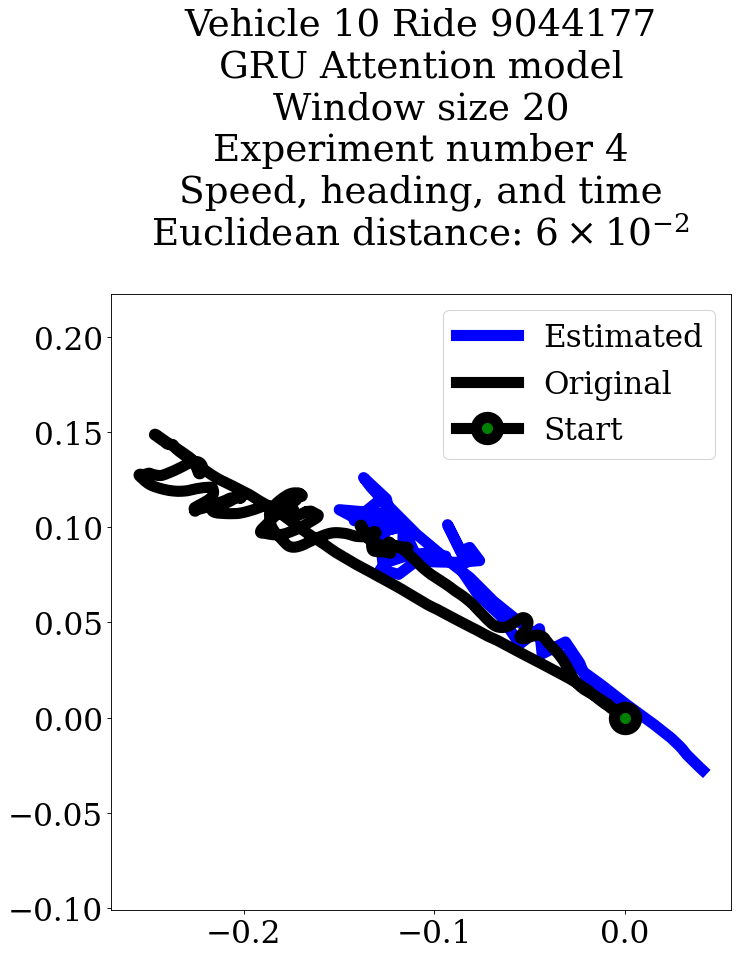 Vehicle 10 Ride 9044177
GRU Attention model
Window size 20
Experiment number 4
Speed, heading, and time
Euclidean distance: 6 × 10⁻²
Estimated
Original
Start
0.20
0.15
0.10
0.05
0.00
−0.05
−0.10
−0.2
−0.1
0.0